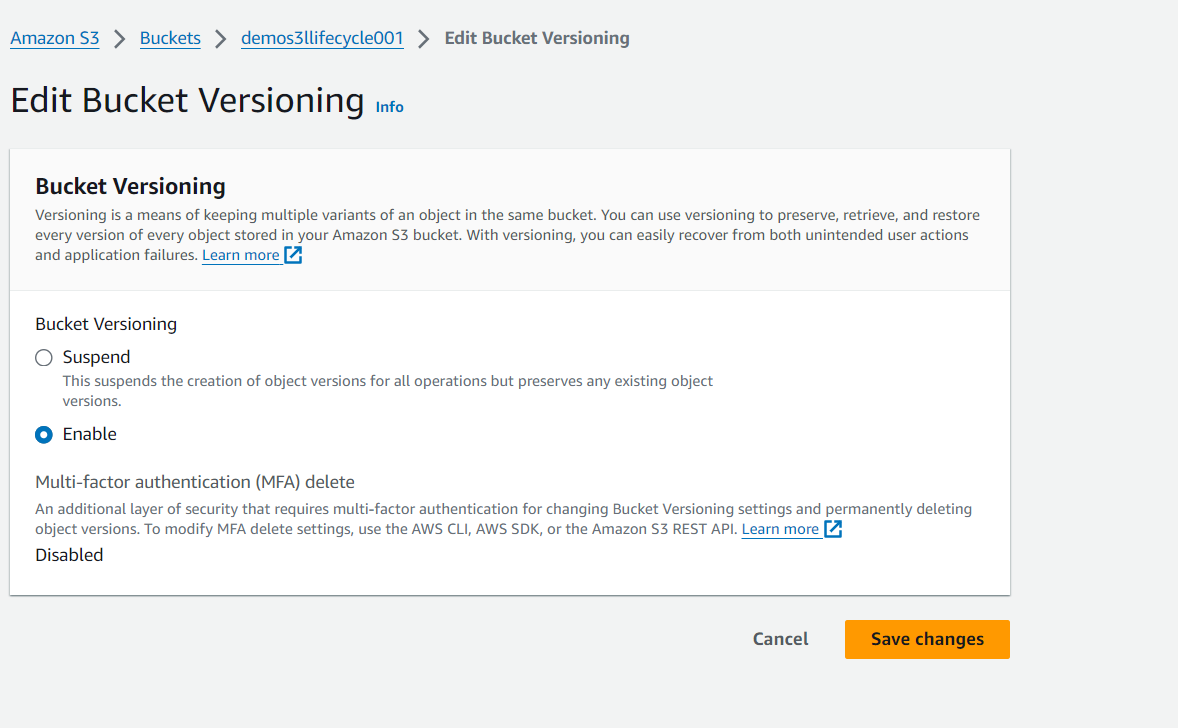 Amazon S3 > Buckets > demos3llifecycle001 > Edit Bucket Versioning
Edit Bucket Versioning Info
Bucket Versioning
Versioning is a means of keeping multiple variants of an object in the same bucket. You can use versioning to preserve, retrieve, and restore
every version of every object stored in your Amazon S3 bucket. With versioning, you can easily recover from both unintended user actions
and application failures. Learn more
Bucket Versioning
Suspend
This suspends the creation of object versions for all operations but preserves any existing object
versions.
Enable
Multi-factor authentication (MFA) delete
An additional layer of security that requires multi-factor authentication for changing Bucket Versioning settings and permanently deleting
object versions. To modify MFA delete settings, use the AWS CLI, AWS SDK, or the Amazon S3 REST API. Learn more
Disabled
Cancel Save changes